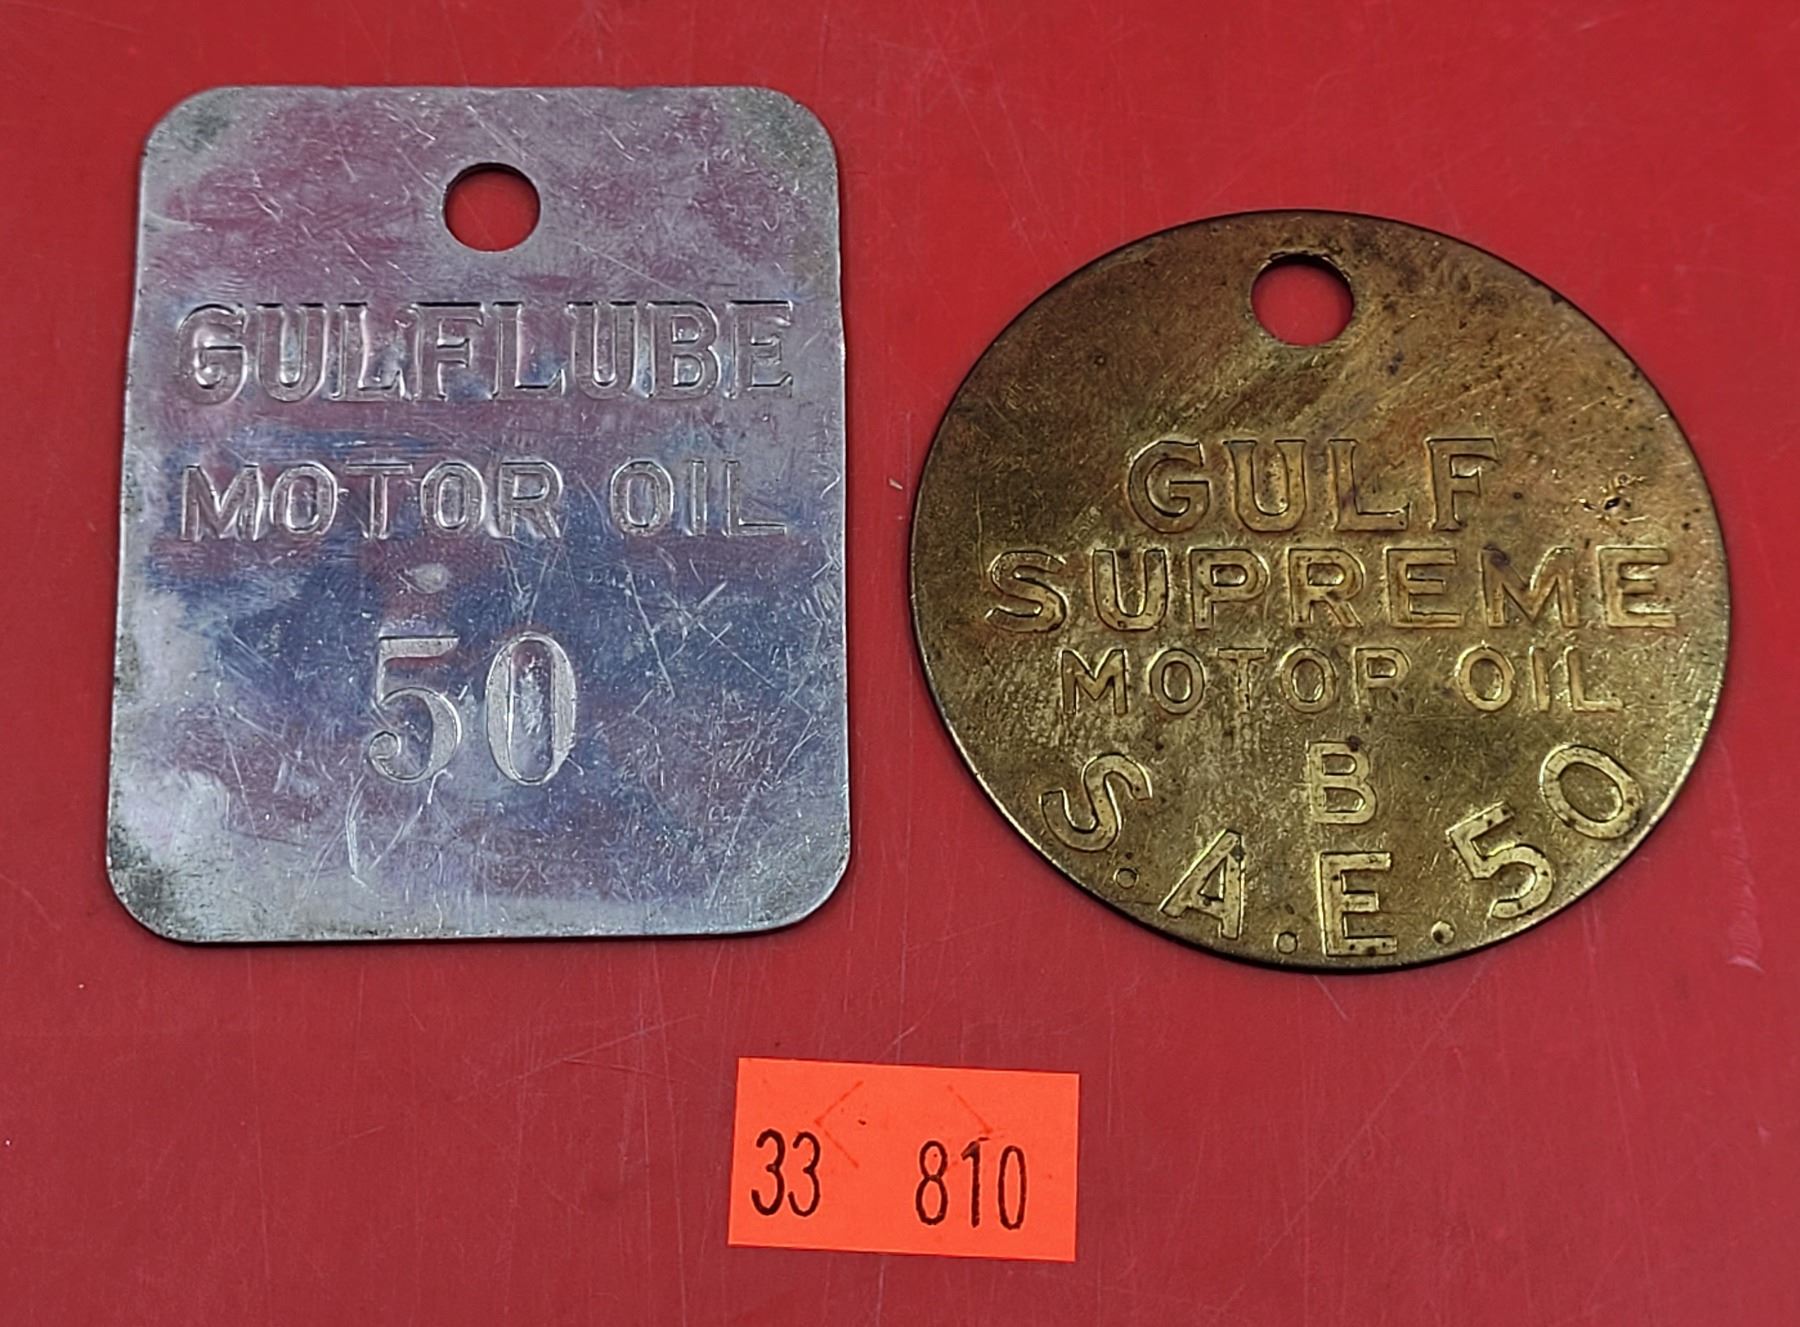 GULFLUBE
MOTOR OIL
50
GULF
SUPREME
MOTOR OIL
B
S.A.E.50
33 810